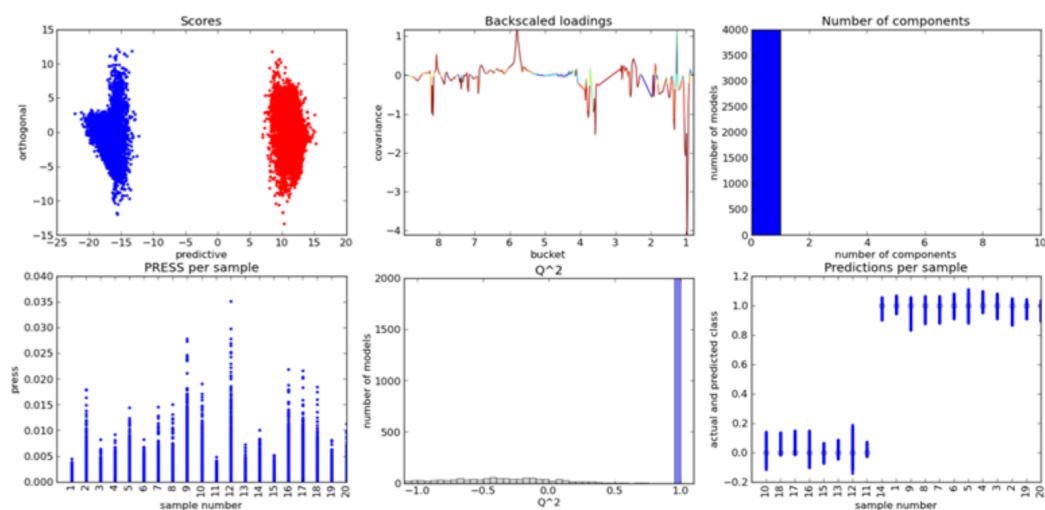 Scores
15
10
5
0
−5
−10
−15
−25 −20 −15 −10 −5 0 5 10 15 20
orthogonal
predictive
Backscaled loadings
1
0
−1
−2
−3
−4
8 7 6 5 4 3 2 1
covariance
bucket
Number of components
4000
3500
3000
2500
2000
1500
1000
500
0
0 2 4 6 8 10
number of models
number of components
PRESS per sample
0.040
0.035
0.030
0.025
0.020
0.015
0.010
0.005
0.000
1 2 3 4 5 6 7 8 9 10 11 12 13 14 15 16 17 18 19 20
press
sample number
Q^2
2000
1500
1000
500
0
−1.0 −0.5 0.0 0.5 1.0
number of models
Q^2
Predictions per sample
1.2
1.0
0.8
0.6
0.4
0.2
0.0
−0.2
10 18 17 16 15 13 12 11 14 1 9 8 7 6 5 4 3 2 19 20
actual and predicted class
sample number